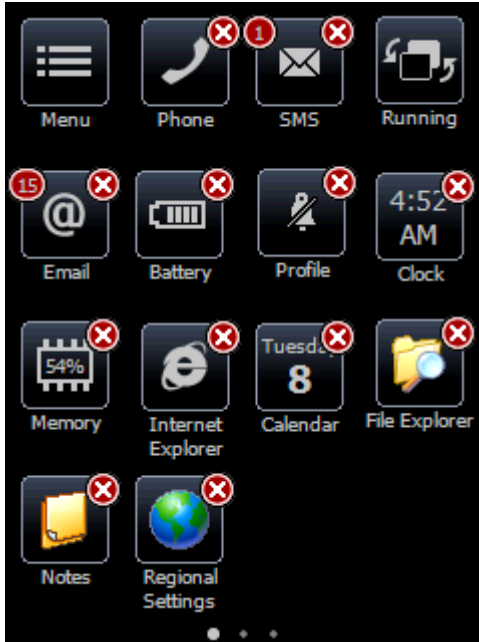 1
Menu
Phone
SMS
Running
15
@
4:52
AM
Email
Battery
Profile
Clock
54%
Tuesday
8
Memory
Internet
Explorer
Calendar
File Explorer
Notes
Regional
Settings